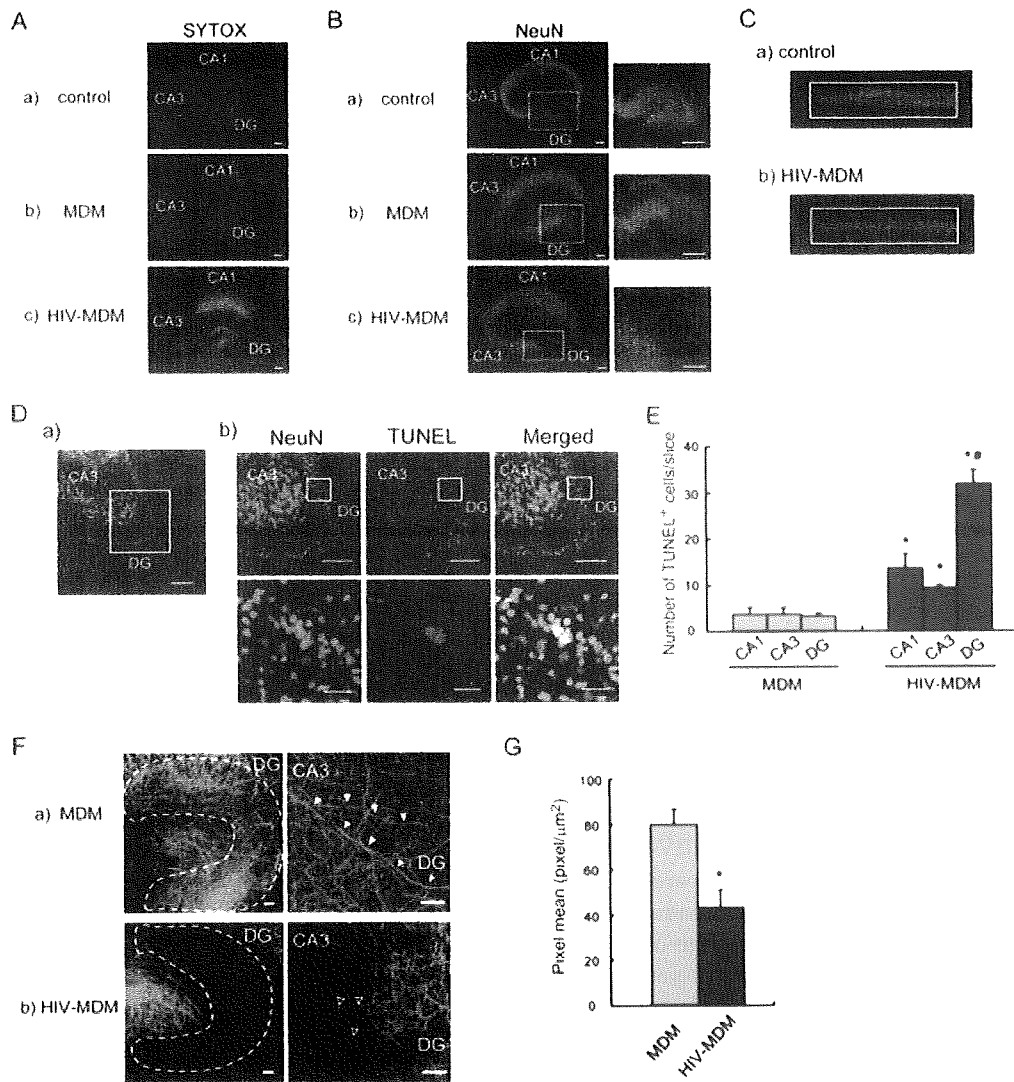 A
SYTOX
a) control
CA1
CA3
DG
b) MDM
CA1
CA3
DG
c) HIV-MDM
CA1
CA3
DG
B
NeuN
a) control
CA1
CA3
DG
b) MDM
CA1
CA3
DG
c) HIV-MDM
CA1
CA3
DG
C
a) control
b) HIV-MDM
D
a)
CA3
DG
b)
NeuN
TUNEL
Merged
CA3
DG
CA3
DG
CA3
DG
E
Number of TUNEL+ cells/slice
40
30
20
10
0
* #
*
*
CA1
CA3
DG
MDM
CA1
CA3
DG
HIV-MDM
F
a) MDM
DG
CA3
DG
b) HIV-MDM
DG
CA3
DG
G
Pixel mean (pixel/μm2)
100
80
60
40
20
0
*
MDM
HIV-MDM